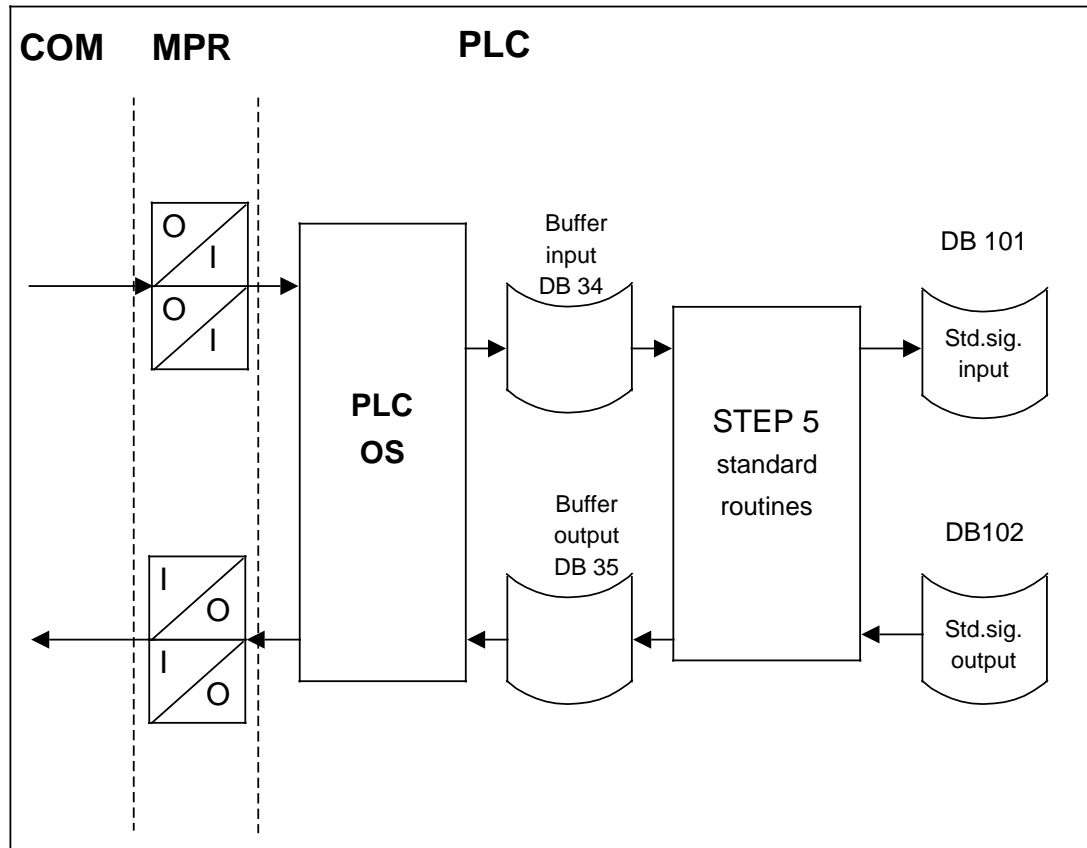 COM MPR PLC
O
I
O
I
PLC
OS
Buffer
input
DB 34
STEP 5
standard
routines
DB 101
Std.sig.
input
I
O
I
O
Buffer
output
DB 35
DB102
Std.sig.
output